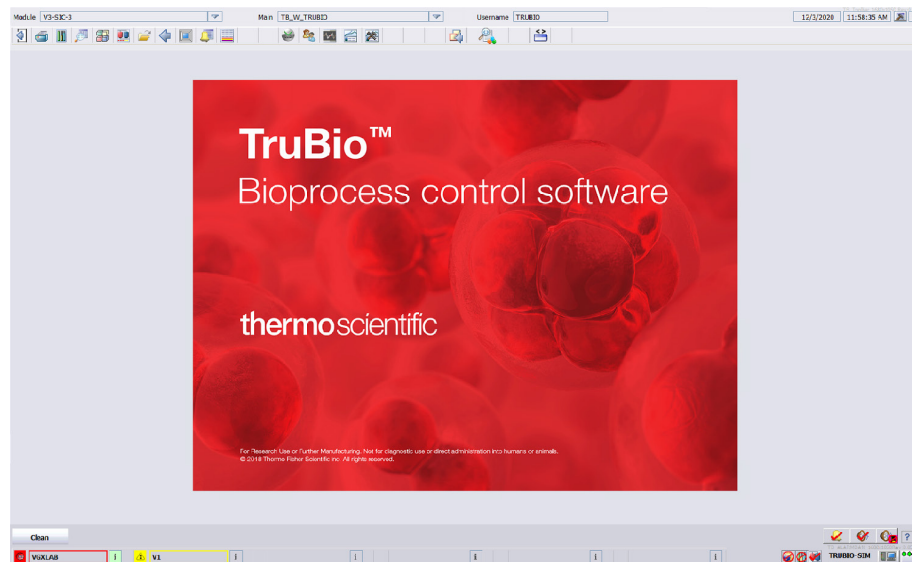 Module V3-SIC-3 Main TB_W_TRUBIO Username TRUBIO 12/3/2020 11:58:35 AM
TruBio™
Bioprocess control software
thermoscientific
For Research Use or Further Manufacturing. Not for diagnostic use or direct administration into humans or animals.
© 2018 Thermo Fisher Scientific Inc. All rights reserved.
Clean
?
VGXLAB i V1 i i i i i TRUBIO-SIM